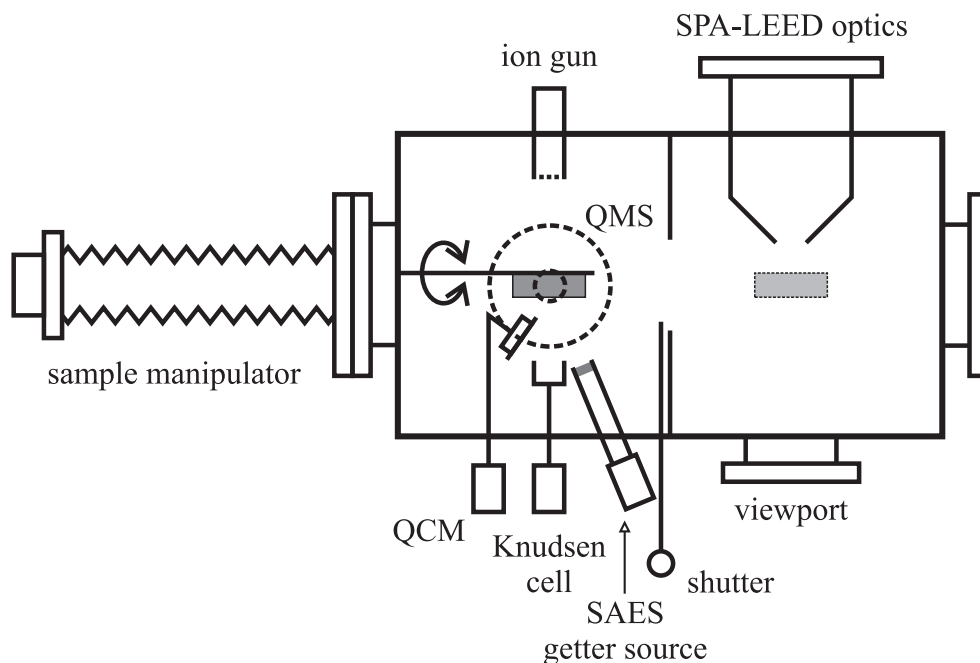 SPA-LEED optics
ion gun
QMS
sample manipulator
QCM
Knudsen
cell
SAES
getter source
shutter
viewport